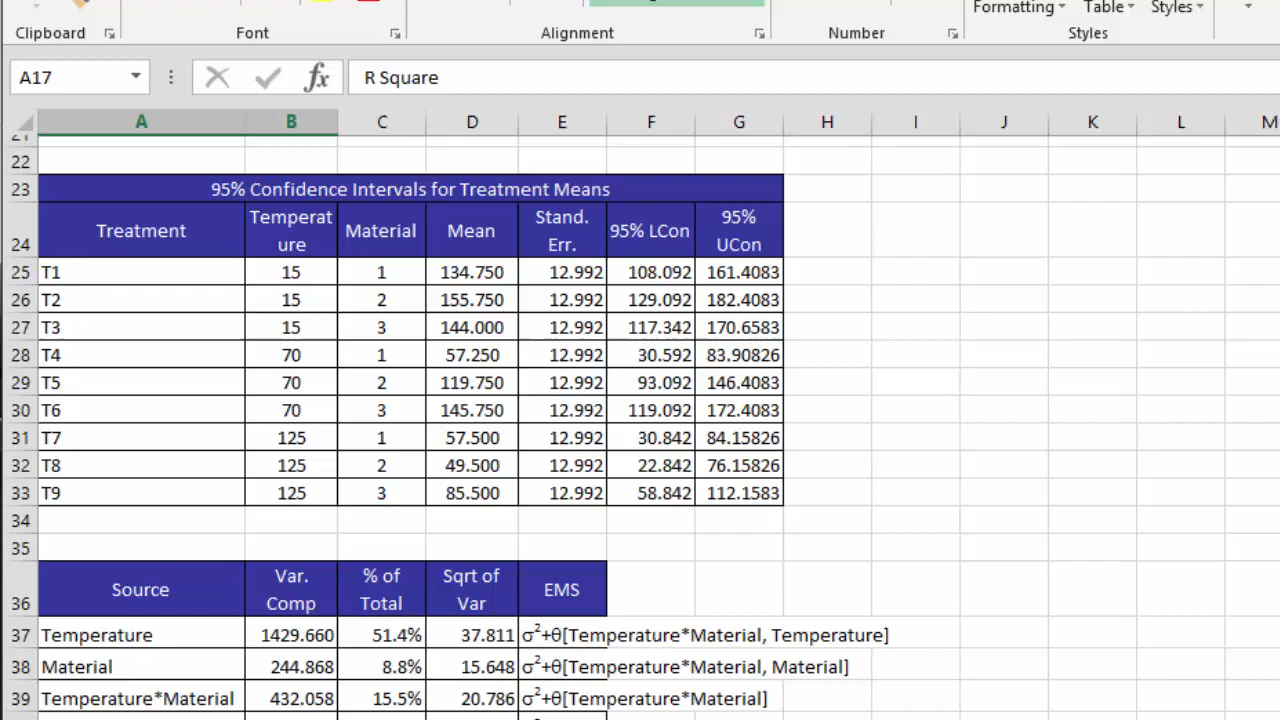 Formatting Table Styles
Clipboard Font Alignment Number Styles
A17 fx R Square
A B C D E F G H I J K L M
22
23 95% Confidence Intervals for Treatment Means
24 Treatment Temperat
ure Material Mean Stand.
Err. 95% LCon 95%
UCon
25 T1 15 1 134.750 12.992 108.092 161.4083
26 T2 15 2 155.750 12.992 129.092 182.4083
27 T3 15 3 144.000 12.992 117.342 170.6583
28 T4 70 1 57.250 12.992 30.592 83.90826
29 T5 70 2 119.750 12.992 93.092 146.4083
30 T6 70 3 145.750 12.992 119.092 172.4083
31 T7 125 1 57.500 12.992 30.842 84.15826
32 T8 125 2 49.500 12.992 22.842 76.15826
33 T9 125 3 85.500 12.992 58.842 112.1583
34
35
36 Source Var.
Comp % of
Total Sqrt of
Var EMS
37 Temperature 1429.660 51.4% 37.811 σ²+θ[Temperature*Material, Temperature]
38 Material 244.868 8.8% 15.648 σ²+θ[Temperature*Material, Material]
39 Temperature*Material 432.058 15.5% 20.786 σ²+θ[Temperature*Material]